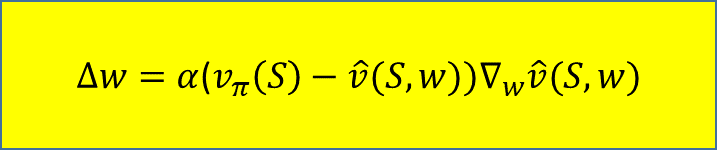 Δw = α(v_π(S) − v̂(S, w))∇_w v̂(S, w)